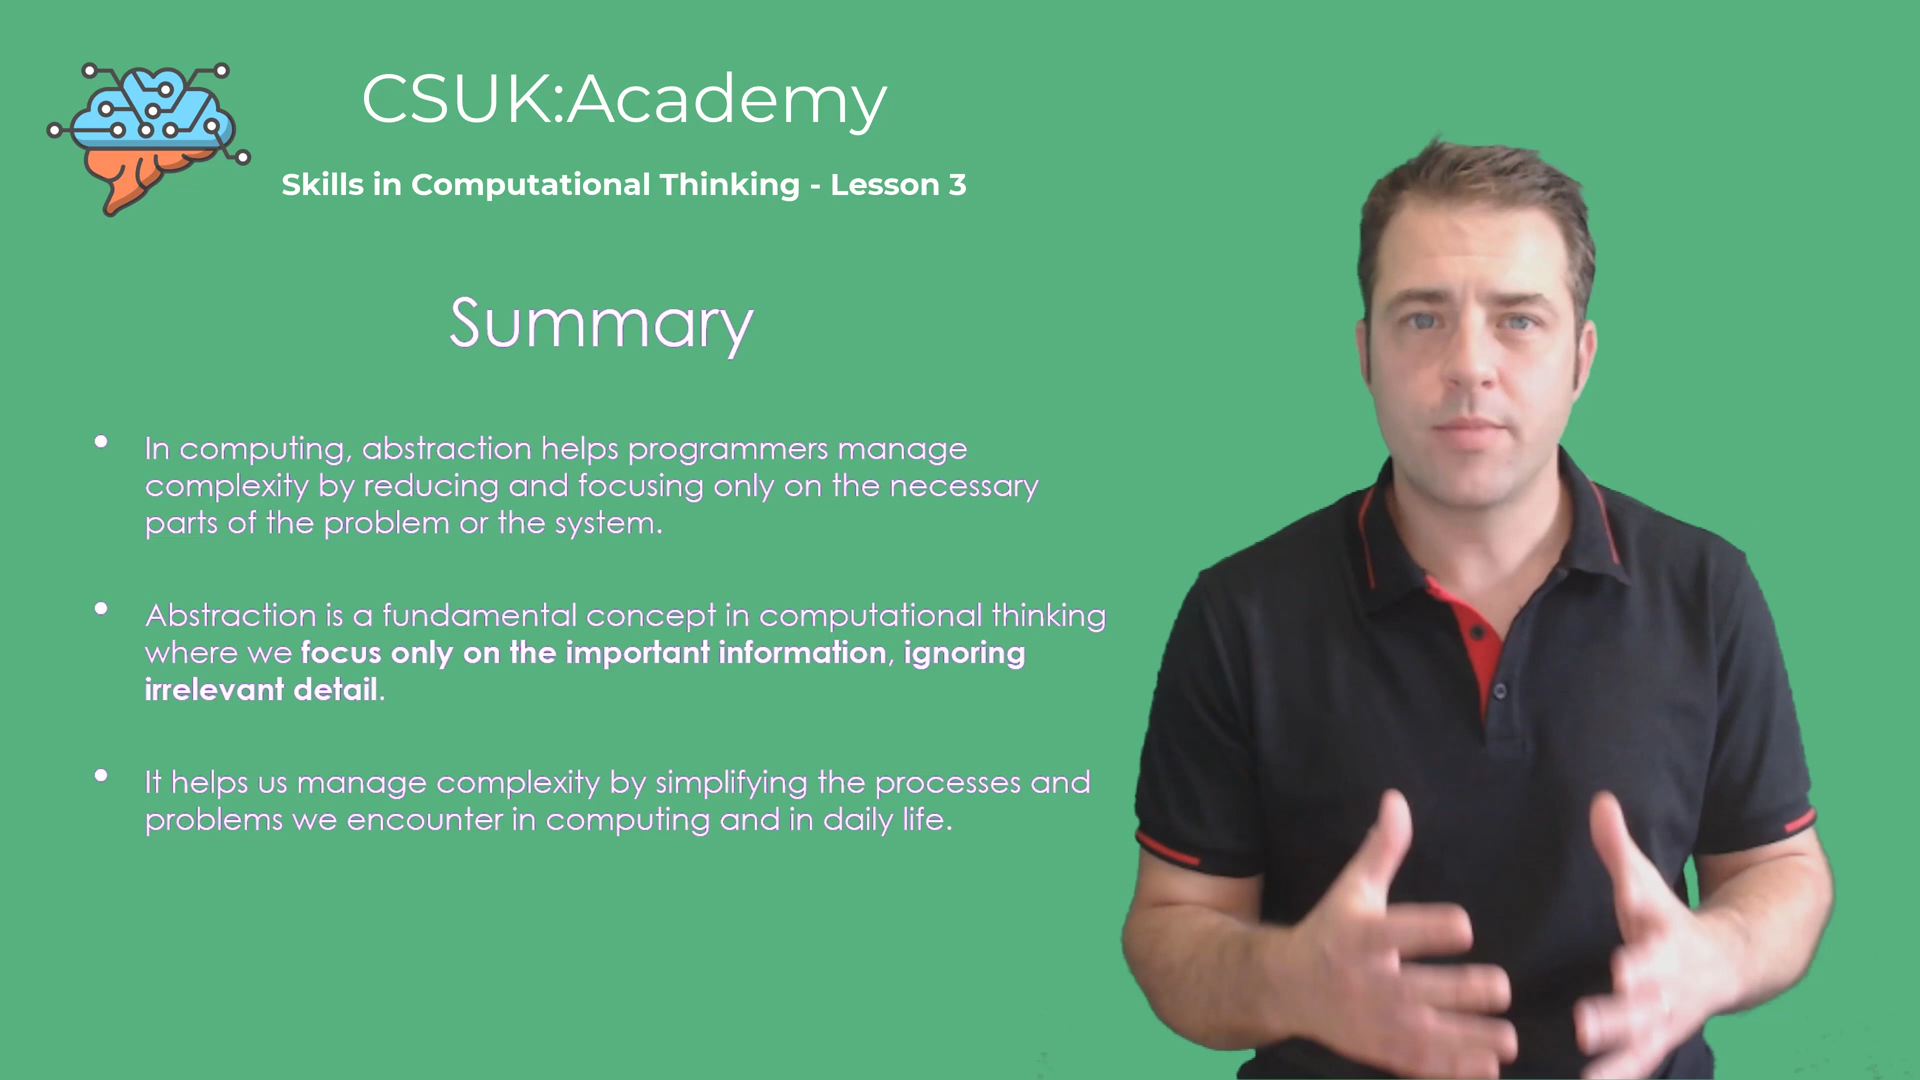 CSUK:Academy
Skills in Computational Thinking - Lesson 3
Summary
• In computing, abstraction helps programmers manage
complexity by reducing and focusing only on the necessary
parts of the problem or the system.
• Abstraction is a fundamental concept in computational thinking
where we focus only on the important information, ignoring
irrelevant detail.
• It helps us manage complexity by simplifying the processes and
problems we encounter in computing and in daily life.